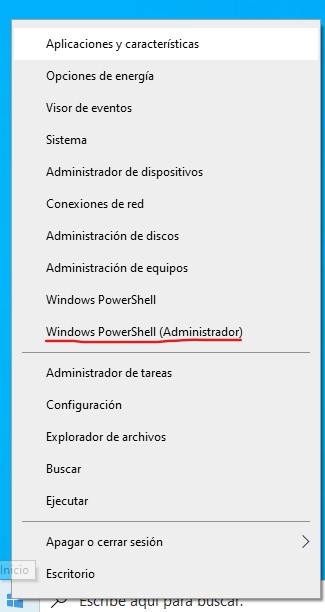 Aplicaciones y características
Opciones de energía
Visor de eventos
Sistema
Administrador de dispositivos
Conexiones de red
Administración de discos
Administración de equipos
Windows PowerShell
Windows PowerShell (Administrador)
Administrador de tareas
Configuración
Explorador de archivos
Buscar
Ejecutar
Apagar o cerrar sesión
Escritorio
Inicio
Escribe aquí para buscar.